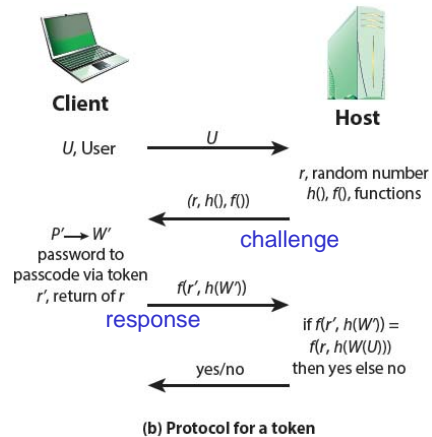 Client
Host
U, User
U
r, random number
h(), f(), functions
(r, h(), f())
challenge
P' → W'
password to
passcode via token
r', return of r
f(r', h(W'))
response
if f(r', h(W')) =
f(r, h(W(U)))
then yes else no
yes/no
(b) Protocol for a token